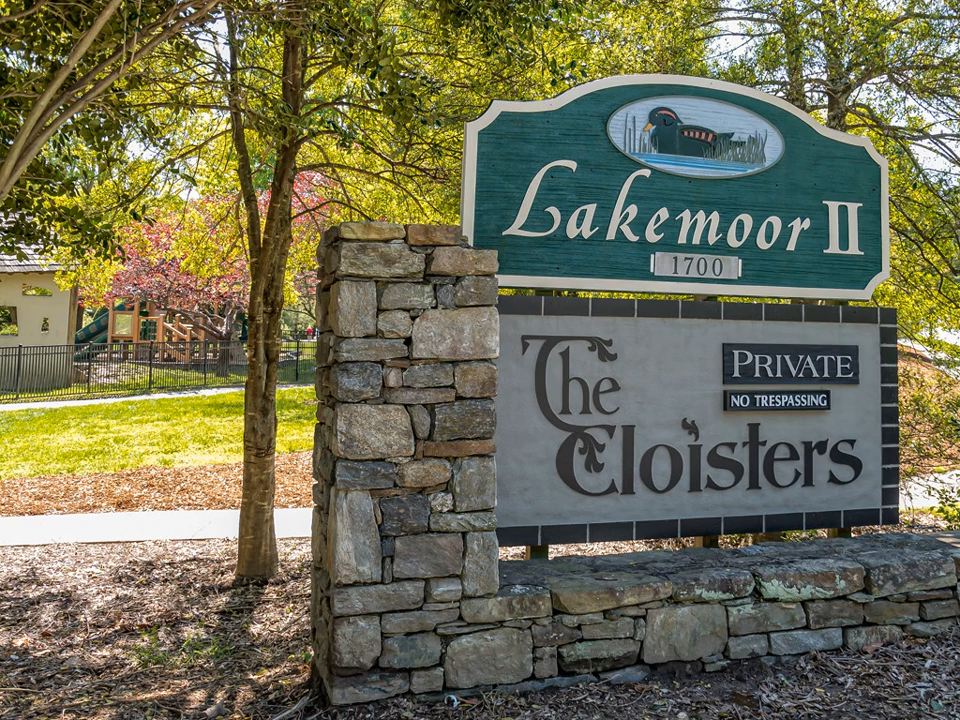 Lakemoor II
1700
The
Cloisters
PRIVATE
NO TRESPASSING